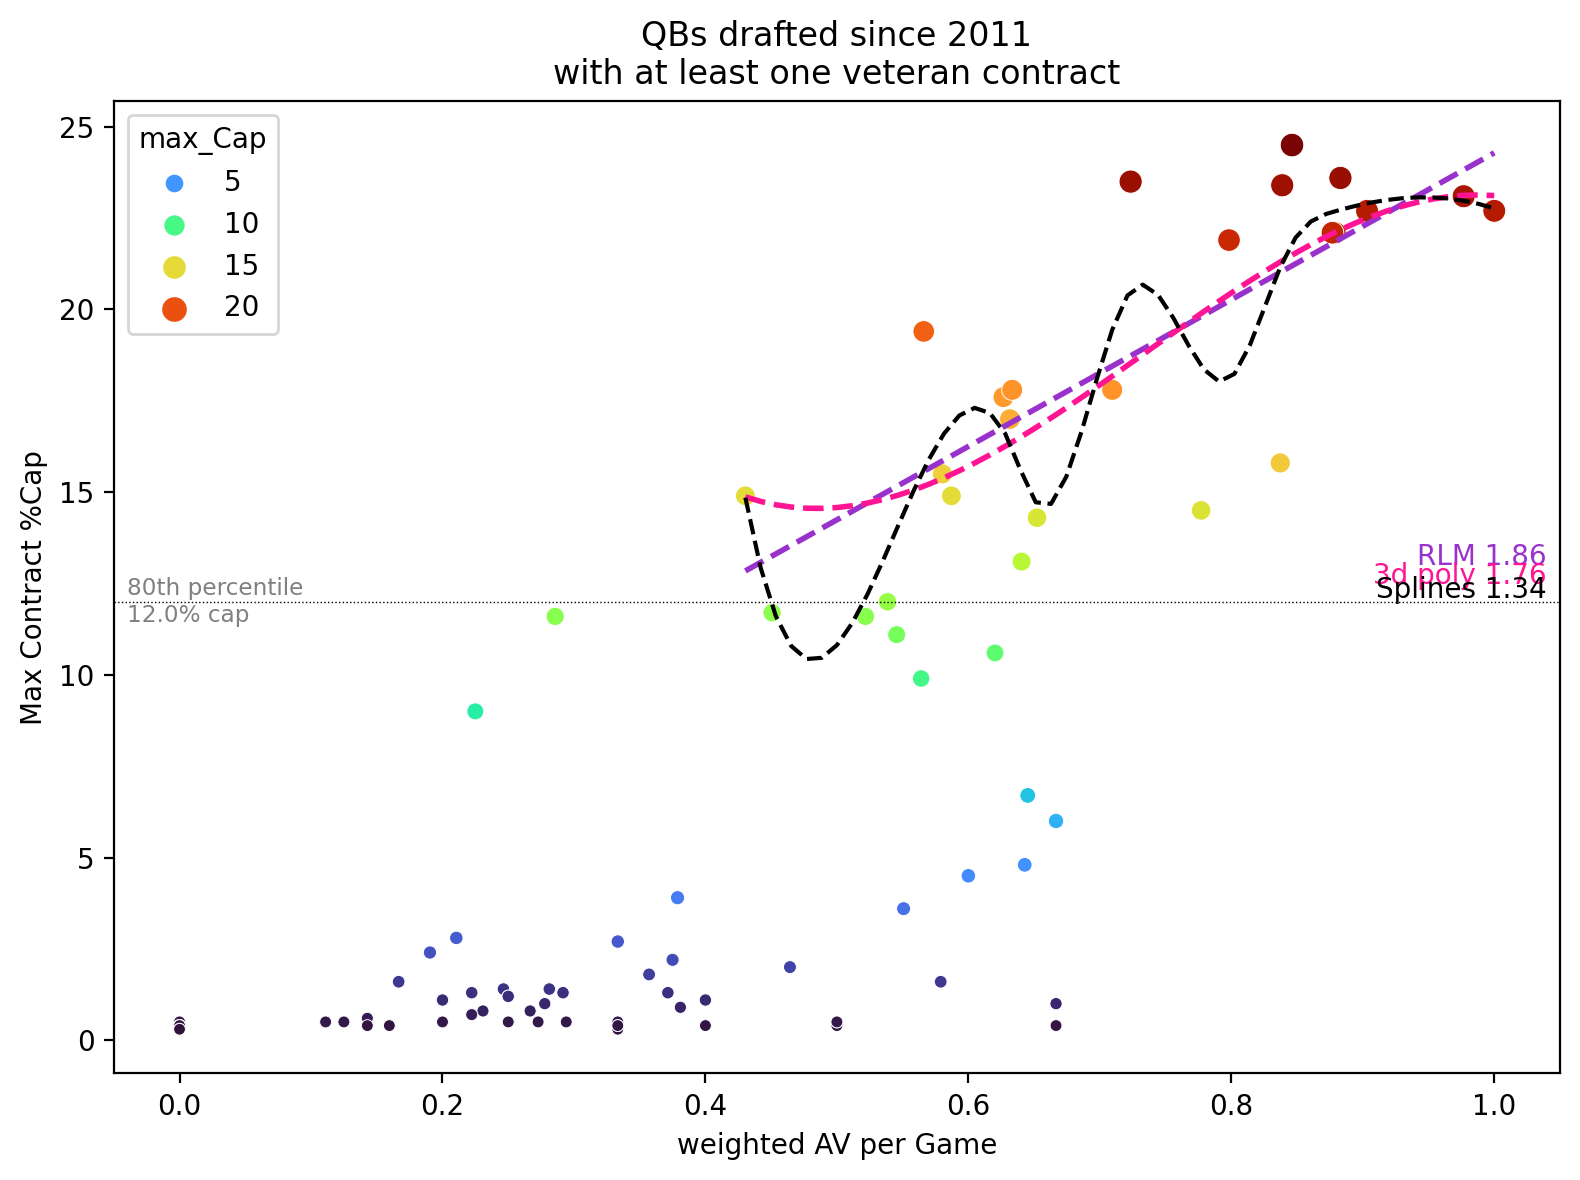 QBs drafted since 2011
with at least one veteran contract
max_Cap
5
10
15
20
25
20
15
10
5
0
Max Contract %Cap
80th percentile
12.0% cap
RLM 1.86
3d poly 1.76
Splines 1.34
0.0
0.2
0.4
0.6
0.8
1.0
weighted AV per Game